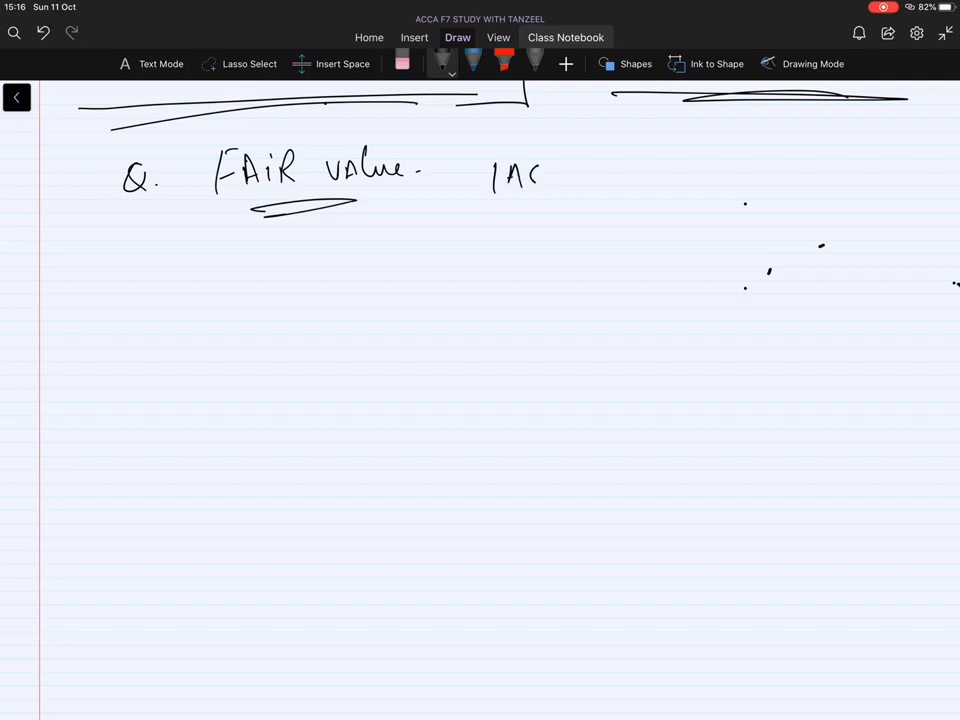 15:16 Sun 11 Oct 82%
ACCA F7 STUDY WITH TANZEEL
Home Insert Draw View Class Notebook
A Text Mode Lasso Select Insert Space Shapes Ink to Shape Drawing Mode
Q. FAiR vAlue. IAC